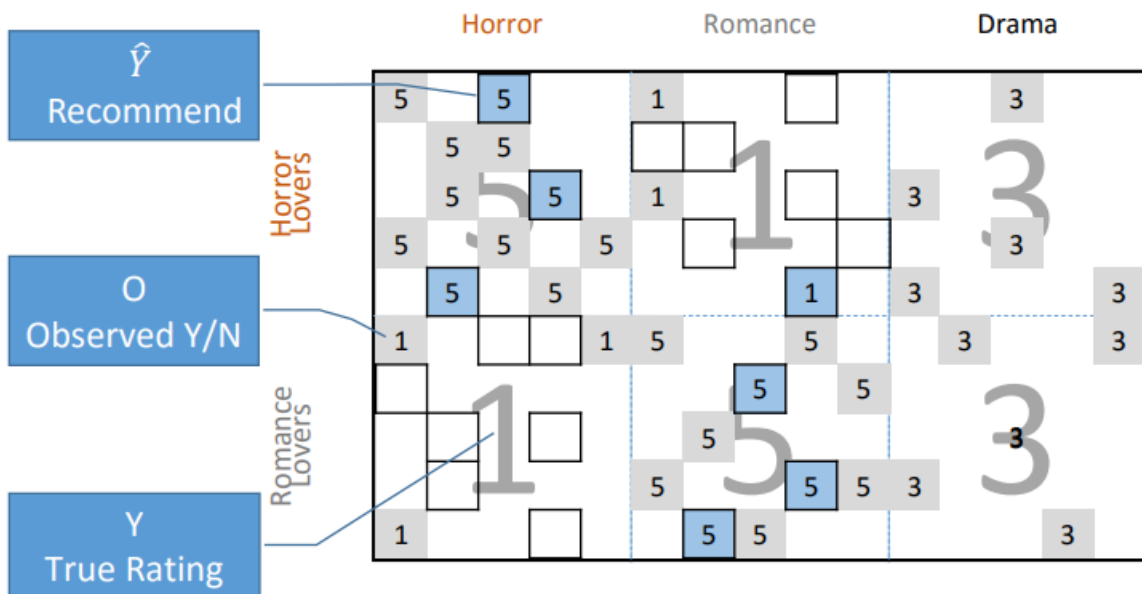 Horror Romance Drama
Ŷ
Recommend
O
Observed Y/N
Y
True Rating
Horror
Lovers
Romance
Lovers
5 5 1 3
5 5
5 5 1 3
5 5 5 3
5 5 1 3 3
1 1 5 5 3 3
5 5
5 3
5 5 5 3
1 5 5 3
5 1 3
1 5 3